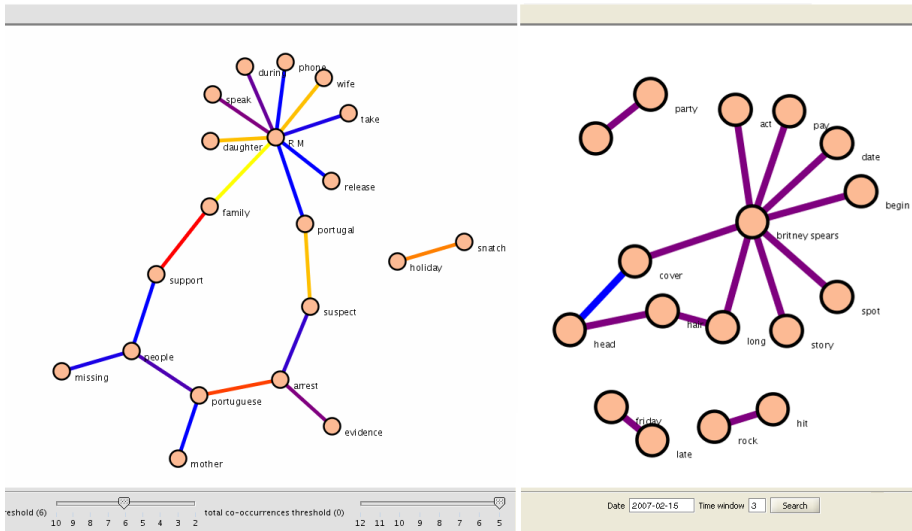 phone
during
wife
speak
take
R M
daughter
release
family
portugal
snatch
holiday
support
suspect
people
missing
arrest
portuguese
evidence
mother
reshold (6)
10 9 8 7 6 5 4 3 2
total co-occurrences threshold (0)
12 11 10 9 8 7 6 5
party
act
pay
date
begin
britney spears
cover
spot
hair
head
long
story
friday
hit
rock
late
Date 2007-02-15 Time window 3 Search